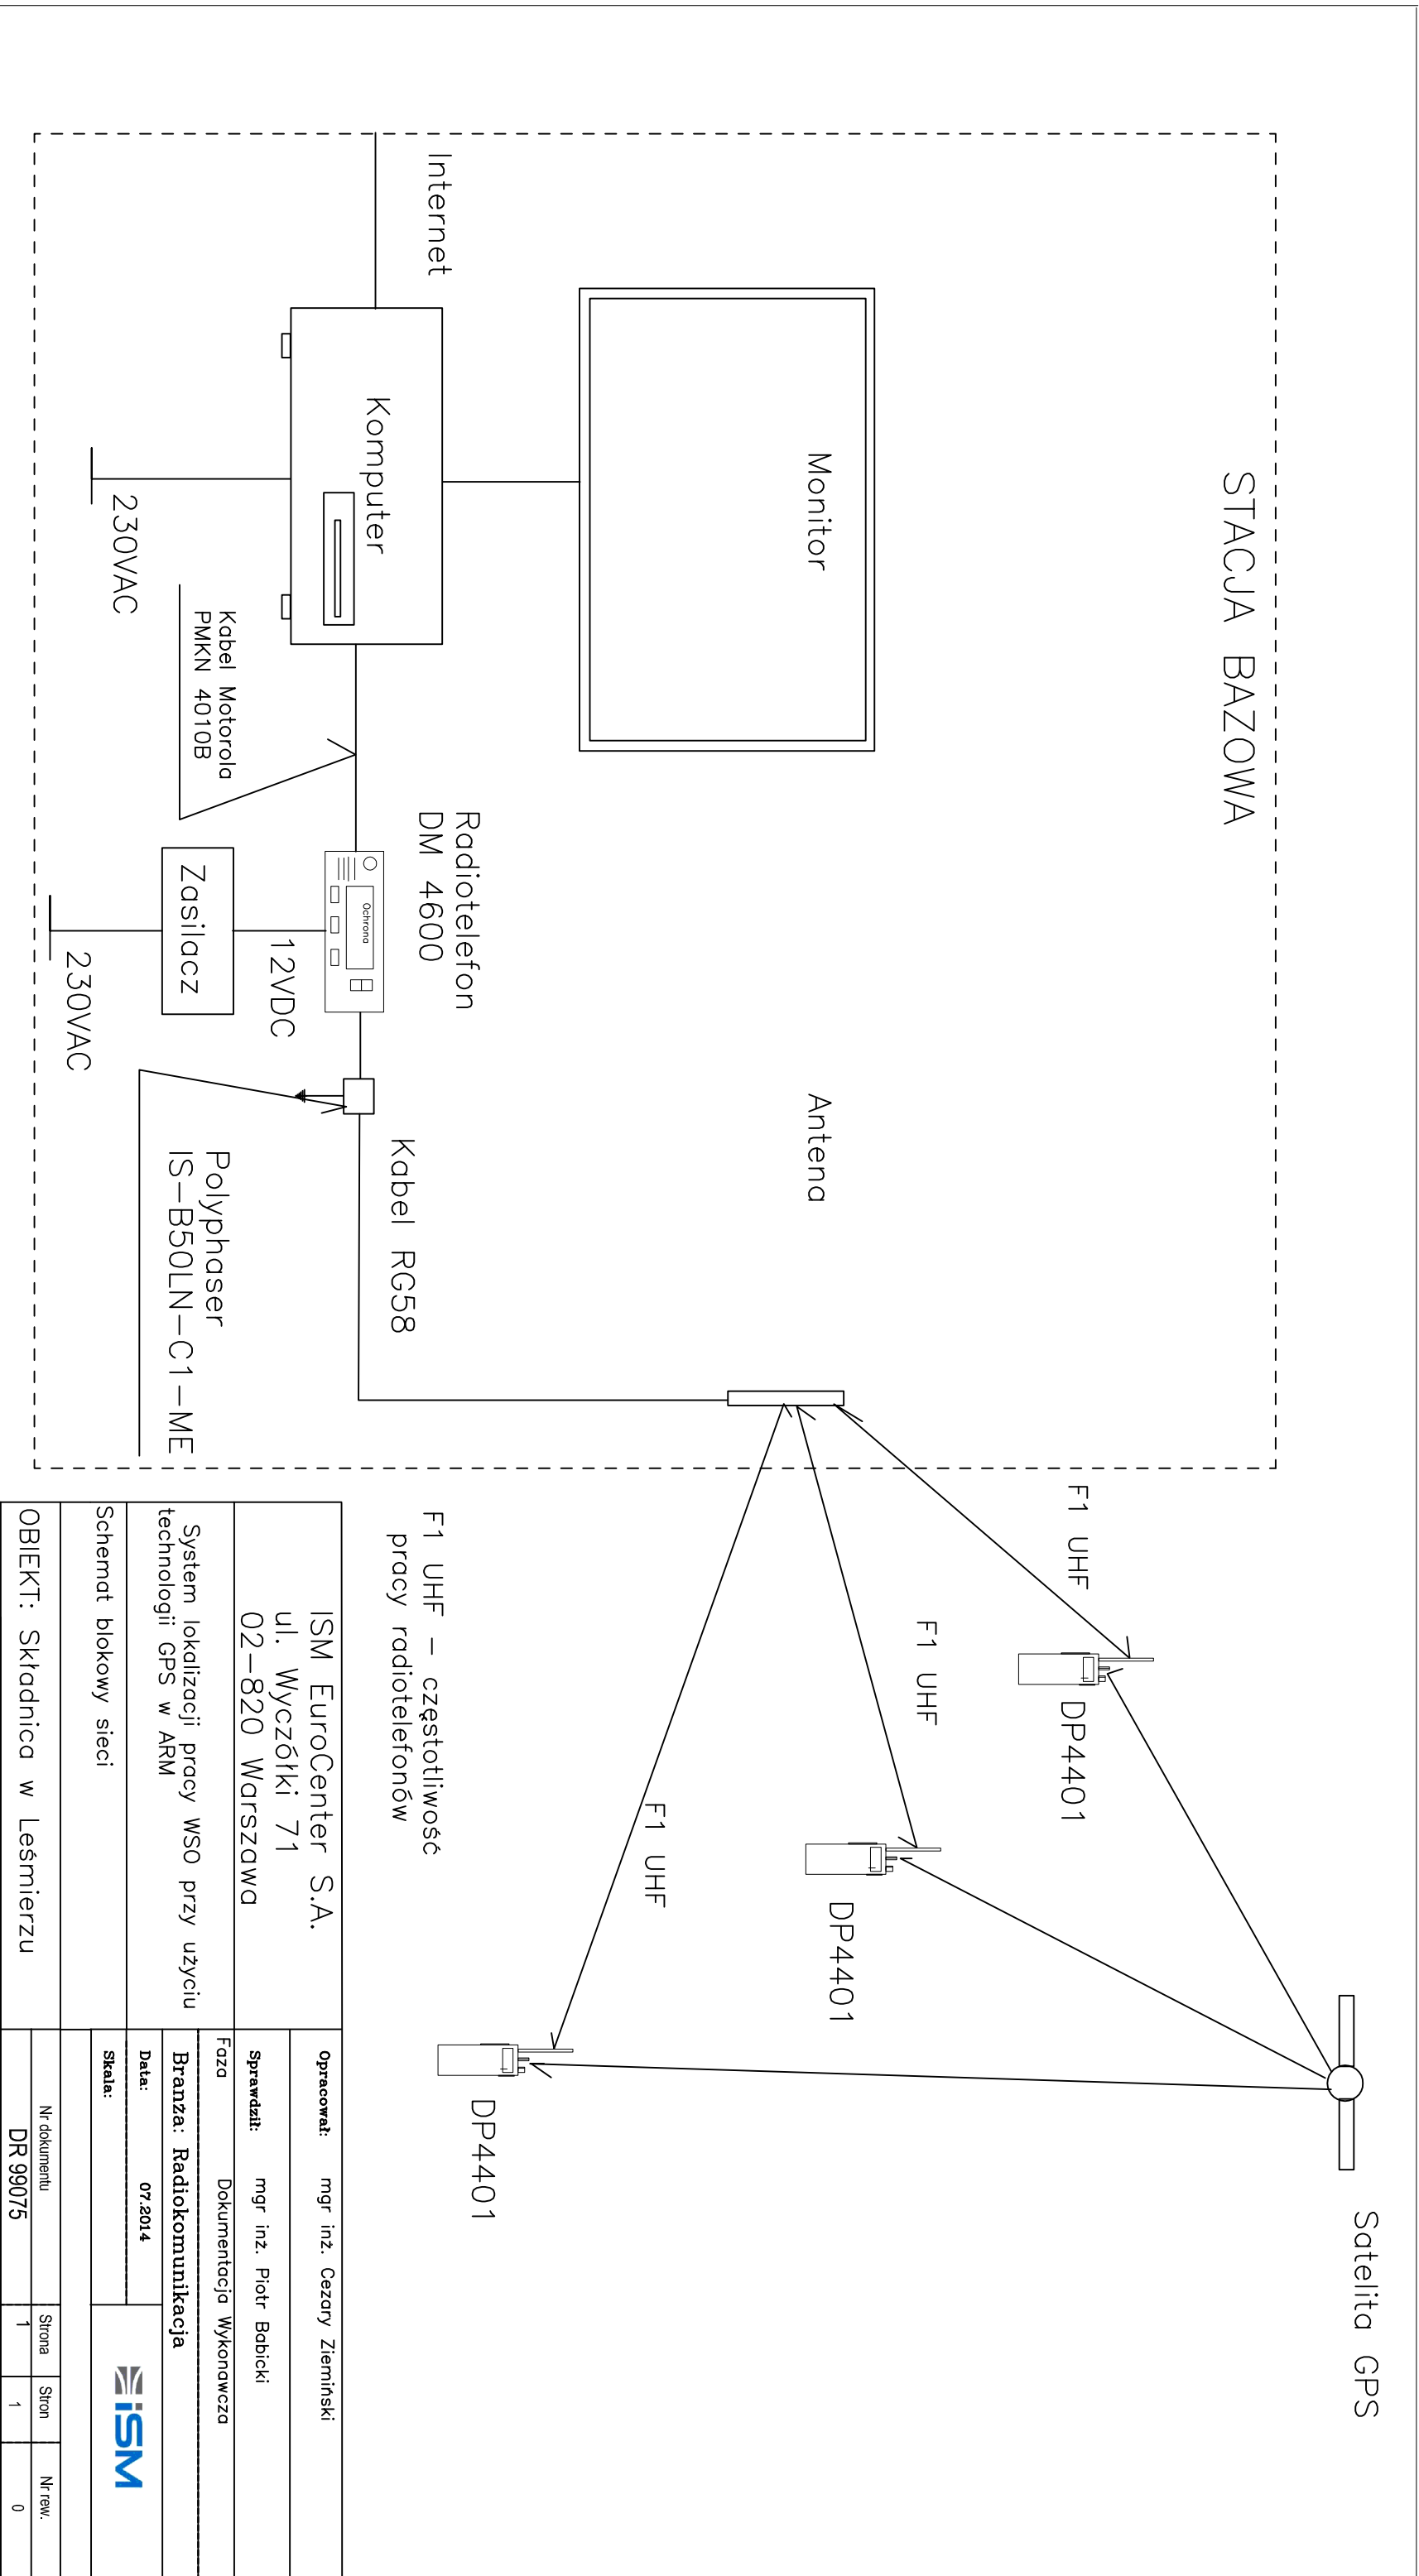 STACJA BAZOWA
Satelita GPS
Monitor
Antena
F1 UHF
DP4401
F1 UHF
DP4401
F1 UHF
DP4401
Internet
Komputer
230VAC
Kabel Motorola
PMKN 4010B
Radiotelefon
DM 4600
Ochrona
12VDC
Zasilacz
230VAC
Kabel RG58
Polyphaser
IS-B50LN-C1-ME
F1 UHF - częstotliwość
pracy radiotelefonów
ISM EuroCenter S.A.
ul. Wyczółki 71
02-820 Warszawa
System lokalizacji pracy WSO przy użyciu
technologii GPS w ARM
Schemat blokowy sieci
OBIEKT: Składnica w Leśmierzu
Opracował: mgr inż. Cezary Ziemiński
Sprawdził: mgr inż. Piotr Babicki
Faza Dokumentacja Wykonawcza
Branża: Radiokomunikacja
Data: 07.2014
Skala:
iSM
Nr dokumentu Strona Stron Nr rew.
DR 99075 1 1 0